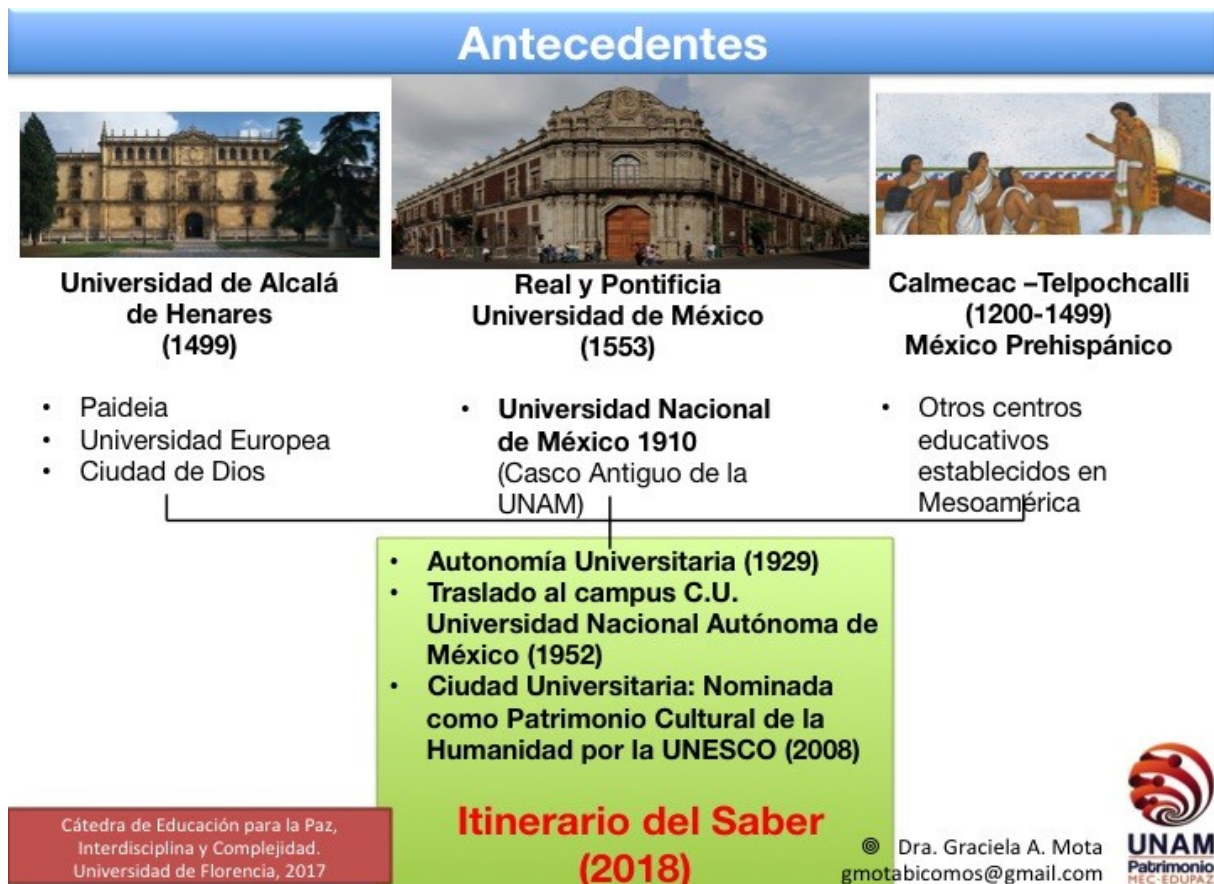 Antecedentes
Universidad de Alcalá
de Henares
(1499)
• Paideia
• Universidad Europea
• Ciudad de Dios
Real y Pontificia
Universidad de México
(1553)
• Universidad Nacional
de México 1910
(Casco Antiguo de la
UNAM)
Calmecac –Telpochcalli
(1200-1499)
México Prehispánico
• Otros centros
educativos
establecidos en
Mesoamérica
• Autonomía Universitaria (1929)
• Traslado al campus C.U.
Universidad Nacional Autónoma de
México (1952)
• Ciudad Universitaria: Nominada
como Patrimonio Cultural de la
Humanidad por la UNESCO (2008)
Itinerario del Saber
(2018)
Cátedra de Educación para la Paz,
Interdisciplina y Complejidad.
Universidad de Florencia, 2017
Dra. Graciela A. Mota
gmotabicomos@gmail.com
UNAM
Patrimonio
MEC-EDUPAZ